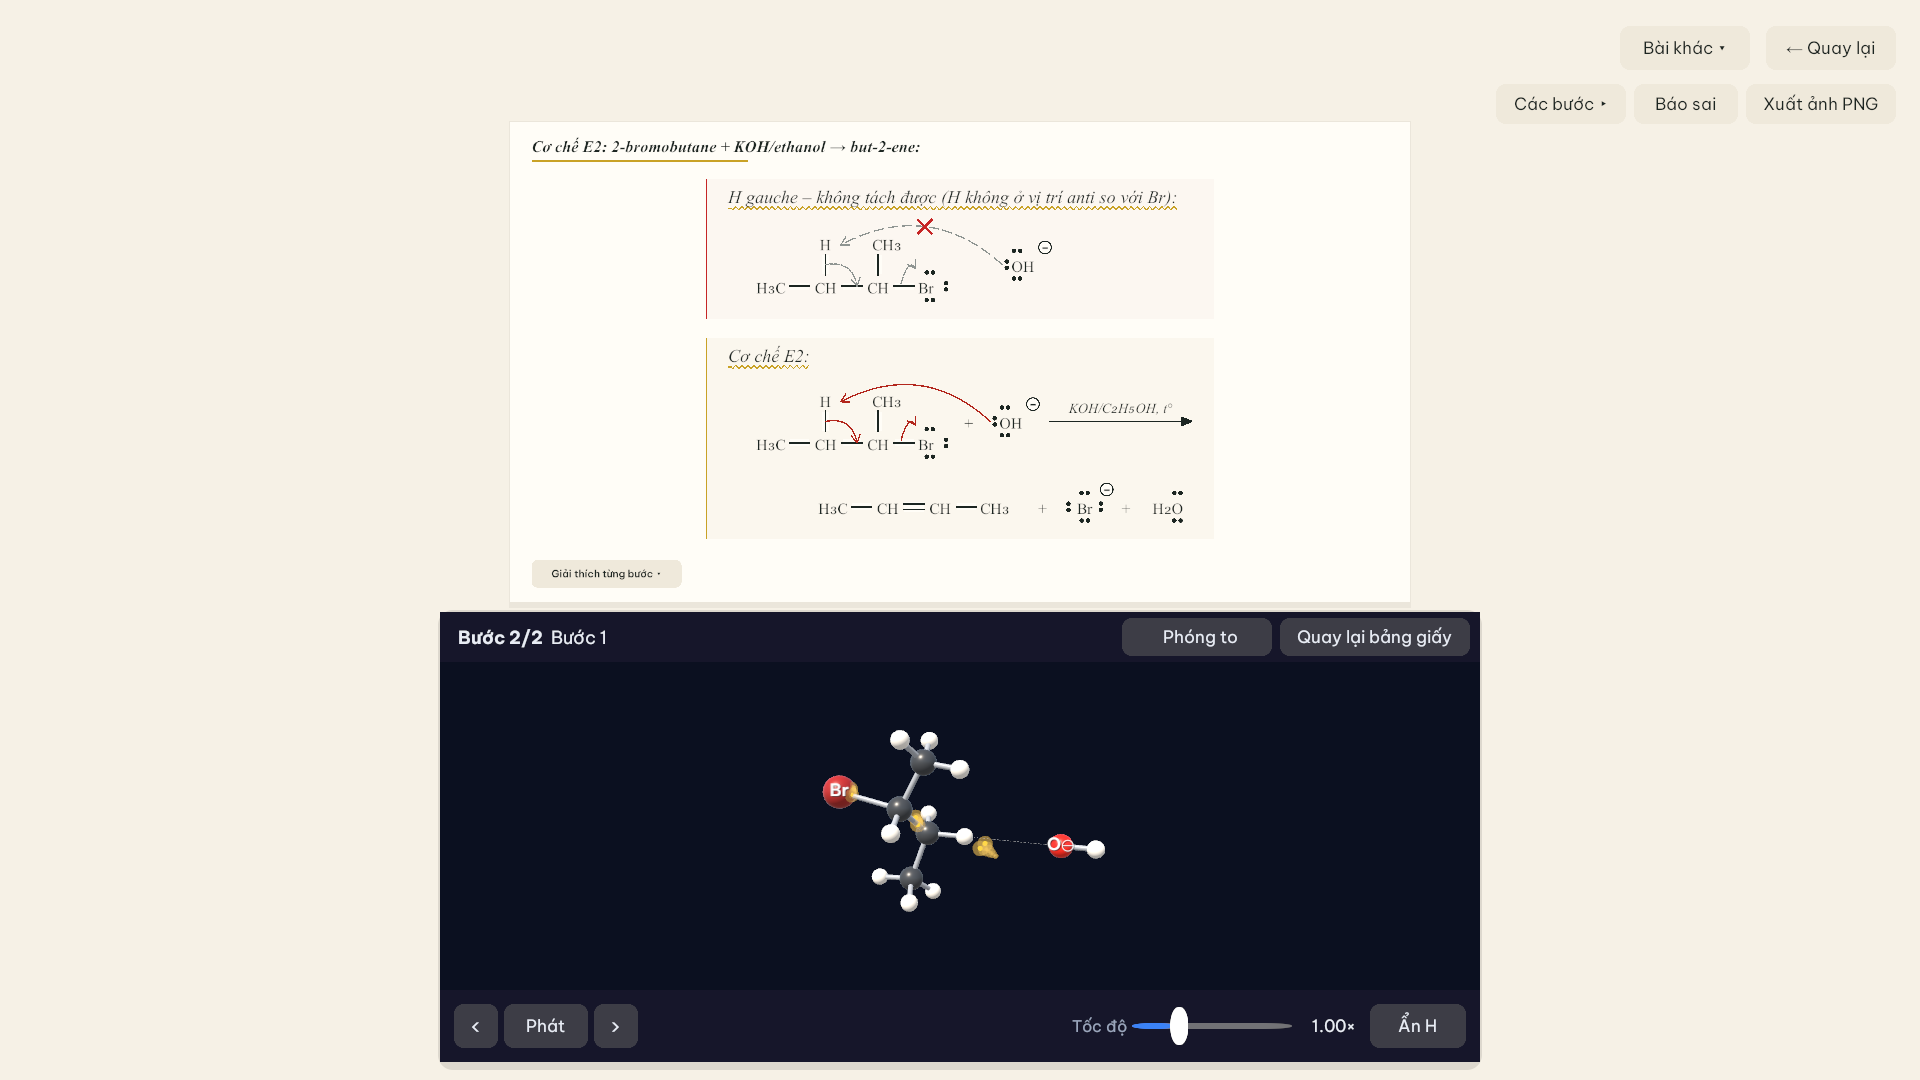 Bài khác ▾
← Quay lại
Các bước ▸
Báo sai
Xuất ảnh PNG
Cơ chế E2: 2-bromobutane + KOH/ethanol → but-2-ene:
H gauche – không tách được (H không ở vị trí anti so với Br):
H CH3
OH ⊖
H3C CH CH Br
Cơ chế E2:
H CH3
+ OH ⊖ KOH/C2H5OH, t°
H3C CH CH Br
H3C CH CH CH3 + Br ⊖ + H2O
Giải thích từng bước ▾
Bước 2/2 Bước 1
Phóng to
Quay lại bảng giấy
Br
O⊖
‹
Phát
›
Tốc độ
1.00×
Ẩn H